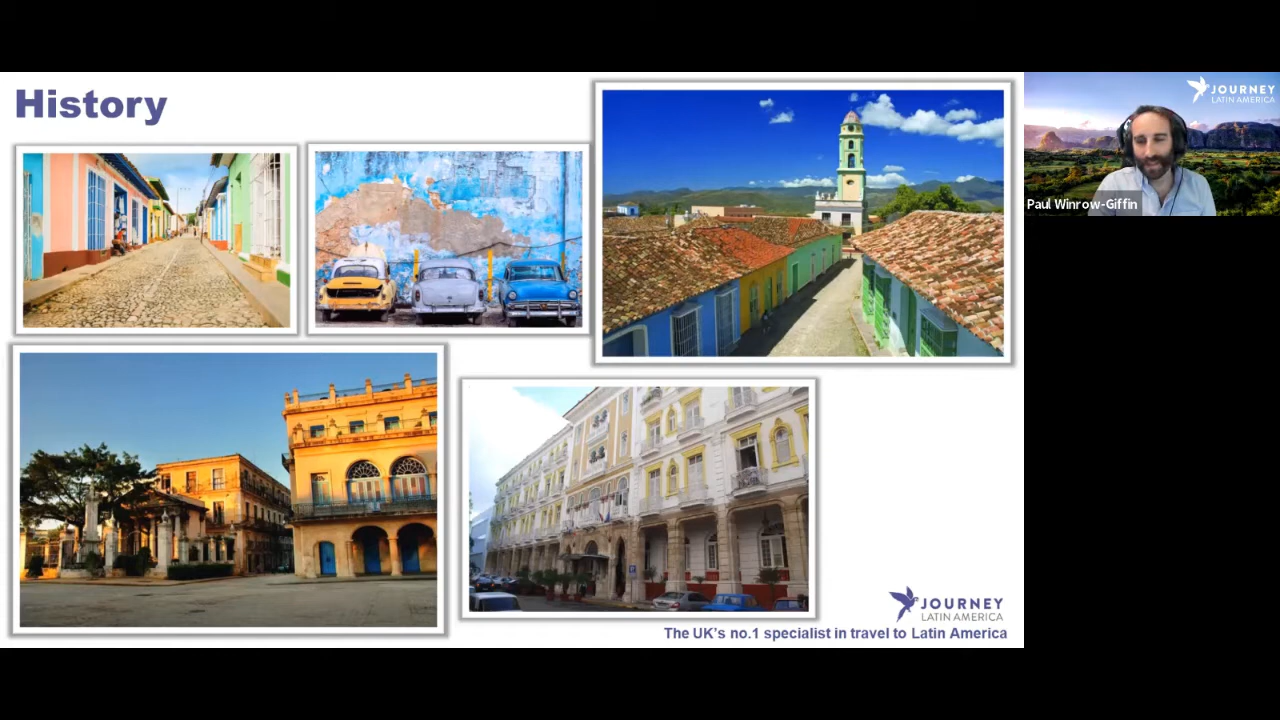 History
JOURNEY
LATIN AMERICA
The UK's no.1 specialist in travel to Latin America
JOURNEY
LATIN AMERICA
Paul Winrow-Giffin